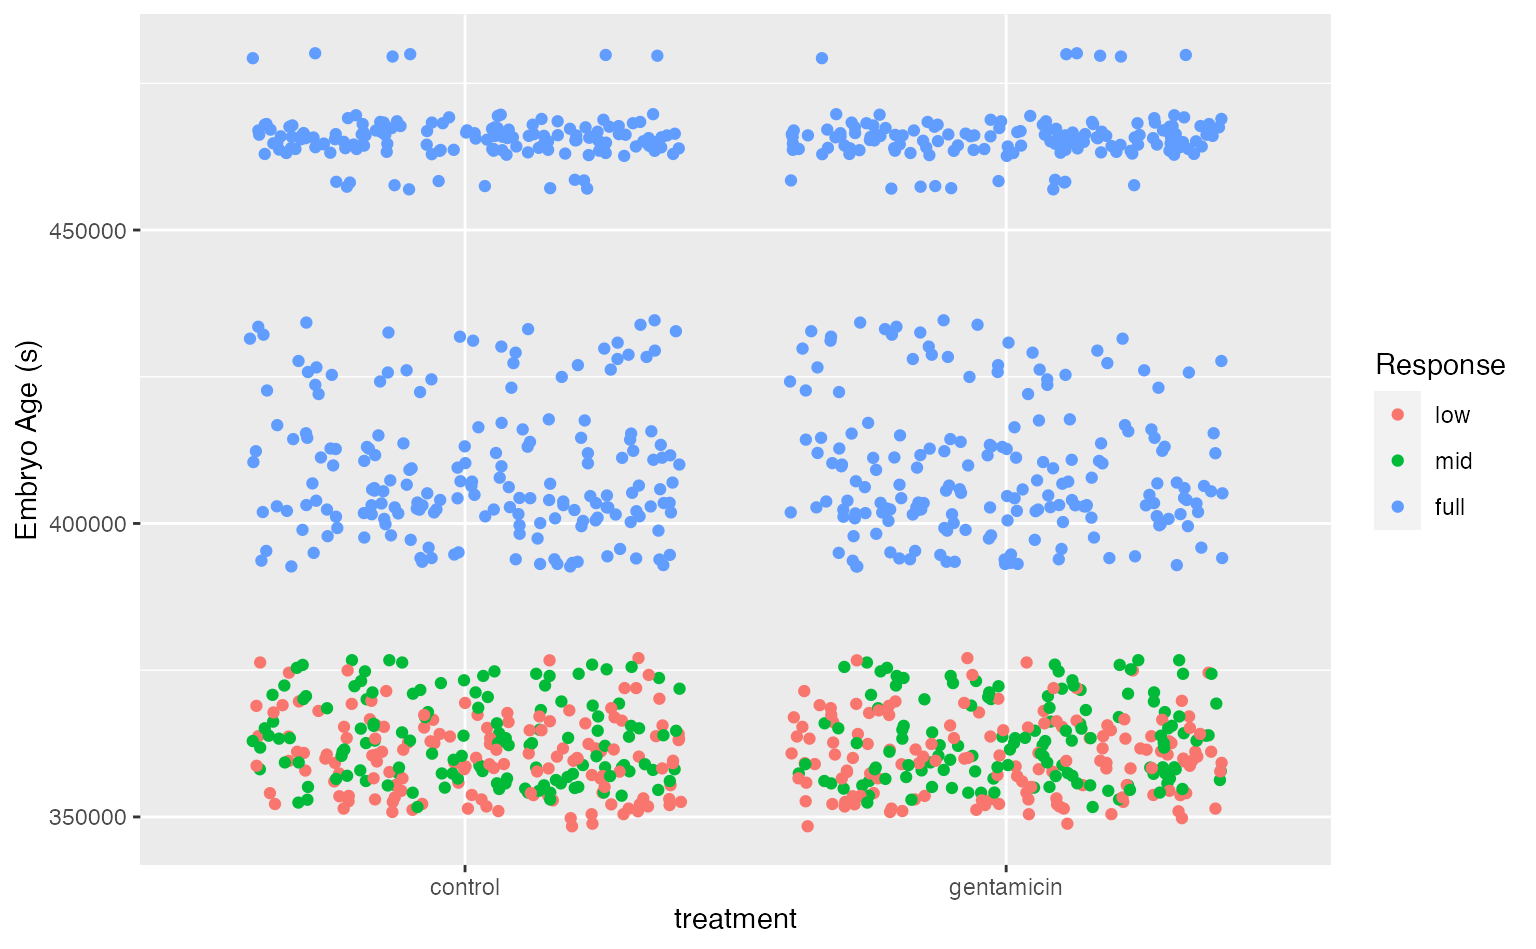 Embryo Age (s)
450000
400000
350000
control
gentamicin
treatment
Response
low
mid
full